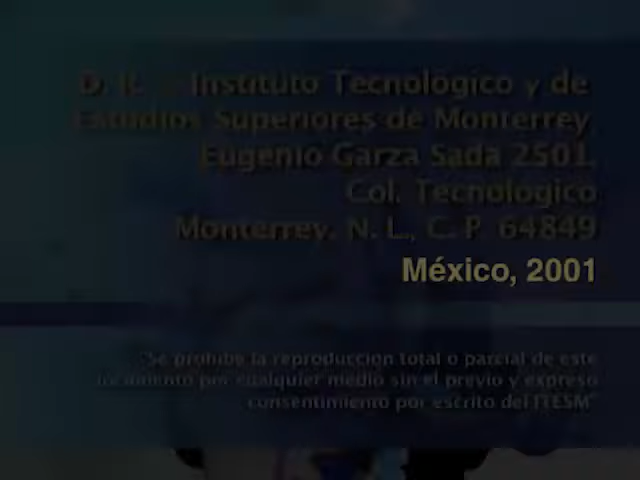 D. R. Instituto Tecnologico y de
Estudios Superiores de Monterrey
Eugenio Garza Sada 2501.
Col. Tecnologico
Monterrey, N. L., C. P. 64849
México, 2001
"Se prohibe la reproduccion total o parcial de este
documento por cualquier medio sin el previo y expreso
consentimiento por escrito del ITESM"